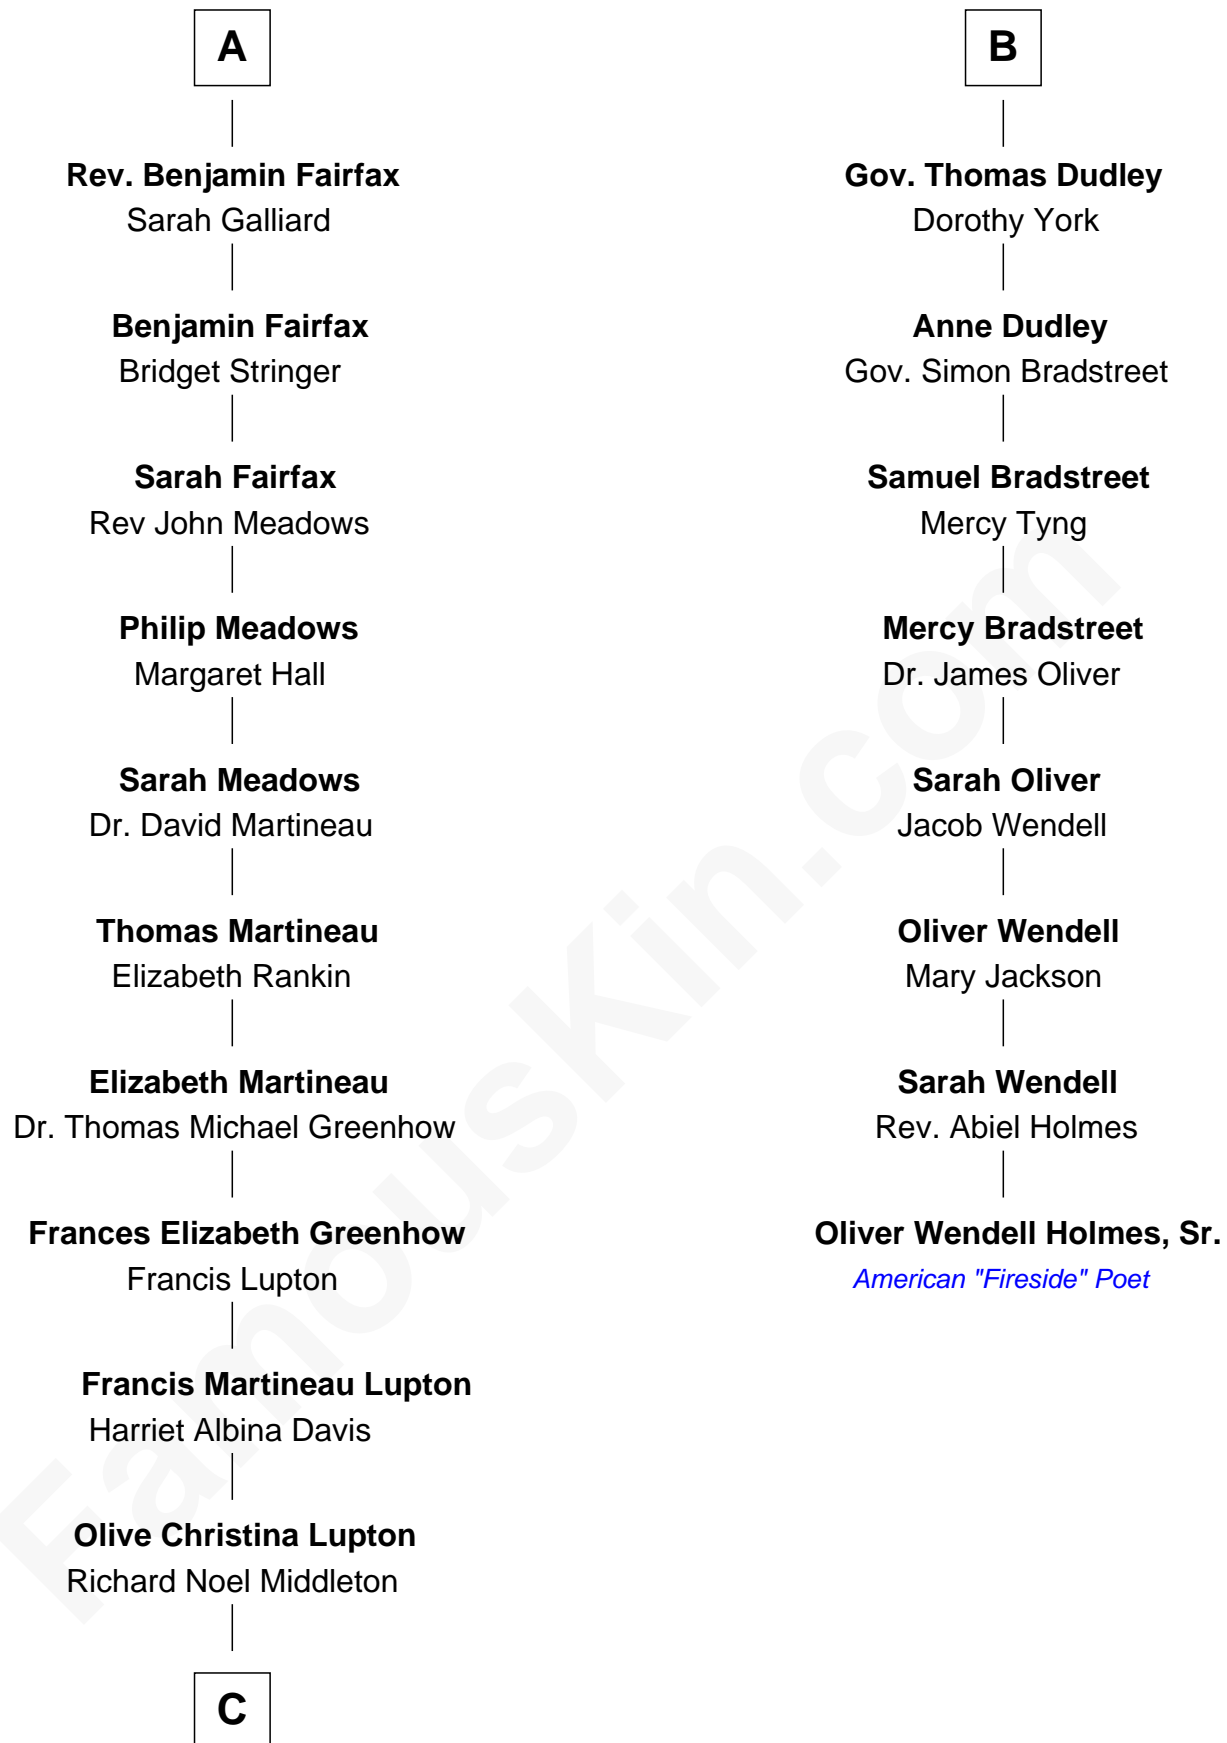 A
Rev. Benjamin Fairfax
Sarah Galliard
Benjamin Fairfax
Bridget Stringer
Sarah Fairfax
Rev John Meadows
Philip Meadows
Margaret Hall
Sarah Meadows
Dr. David Martineau
Thomas Martineau
Elizabeth Rankin
Elizabeth Martineau
Dr. Thomas Michael Greenhow
Frances Elizabeth Greenhow
Francis Lupton
Francis Martineau Lupton
Harriet Albina Davis
Olive Christina Lupton
Richard Noel Middleton
C
B
Gov. Thomas Dudley
Dorothy York
Anne Dudley
Gov. Simon Bradstreet
Samuel Bradstreet
Mercy Tyng
Mercy Bradstreet
Dr. James Oliver
Sarah Oliver
Jacob Wendell
Oliver Wendell
Mary Jackson
Sarah Wendell
Rev. Abiel Holmes
Oliver Wendell Holmes, Sr.
American "Fireside" Poet
FamousKin.com